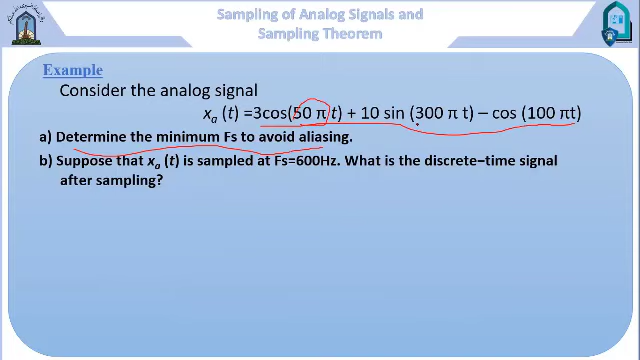 Sampling of Analog Signals and
Sampling Theorem
Example
Consider the analog signal
xₐ (t) =3cos(50 π t) + 10 sin (300 π t) − cos (100 πt)
a) Determine the minimum Fs to avoid aliasing.
b) Suppose that xₐ (t) is sampled at Fs=600Hz. What is the discrete−time signal
after sampling?